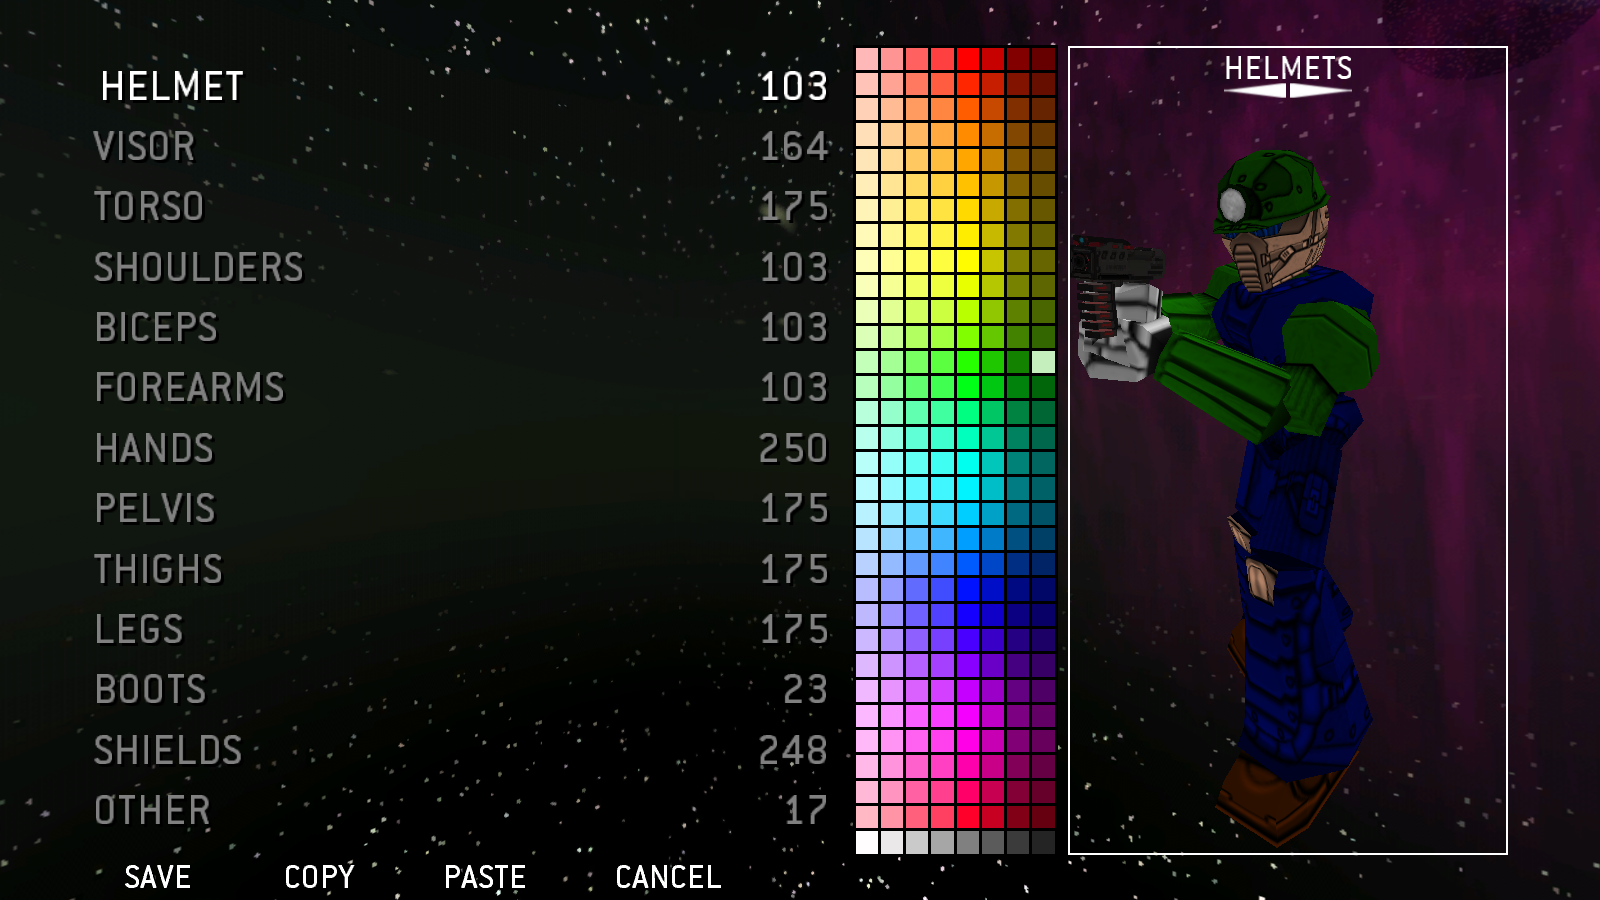 HELMET 103
VISOR 164
TORSO 175
SHOULDERS 103
BICEPS 103
FOREARMS 103
HANDS 250
PELVIS 175
THIGHS 175
LEGS 175
BOOTS 23
SHIELDS 248
OTHER 17
SAVE COPY PASTE CANCEL
HELMETS